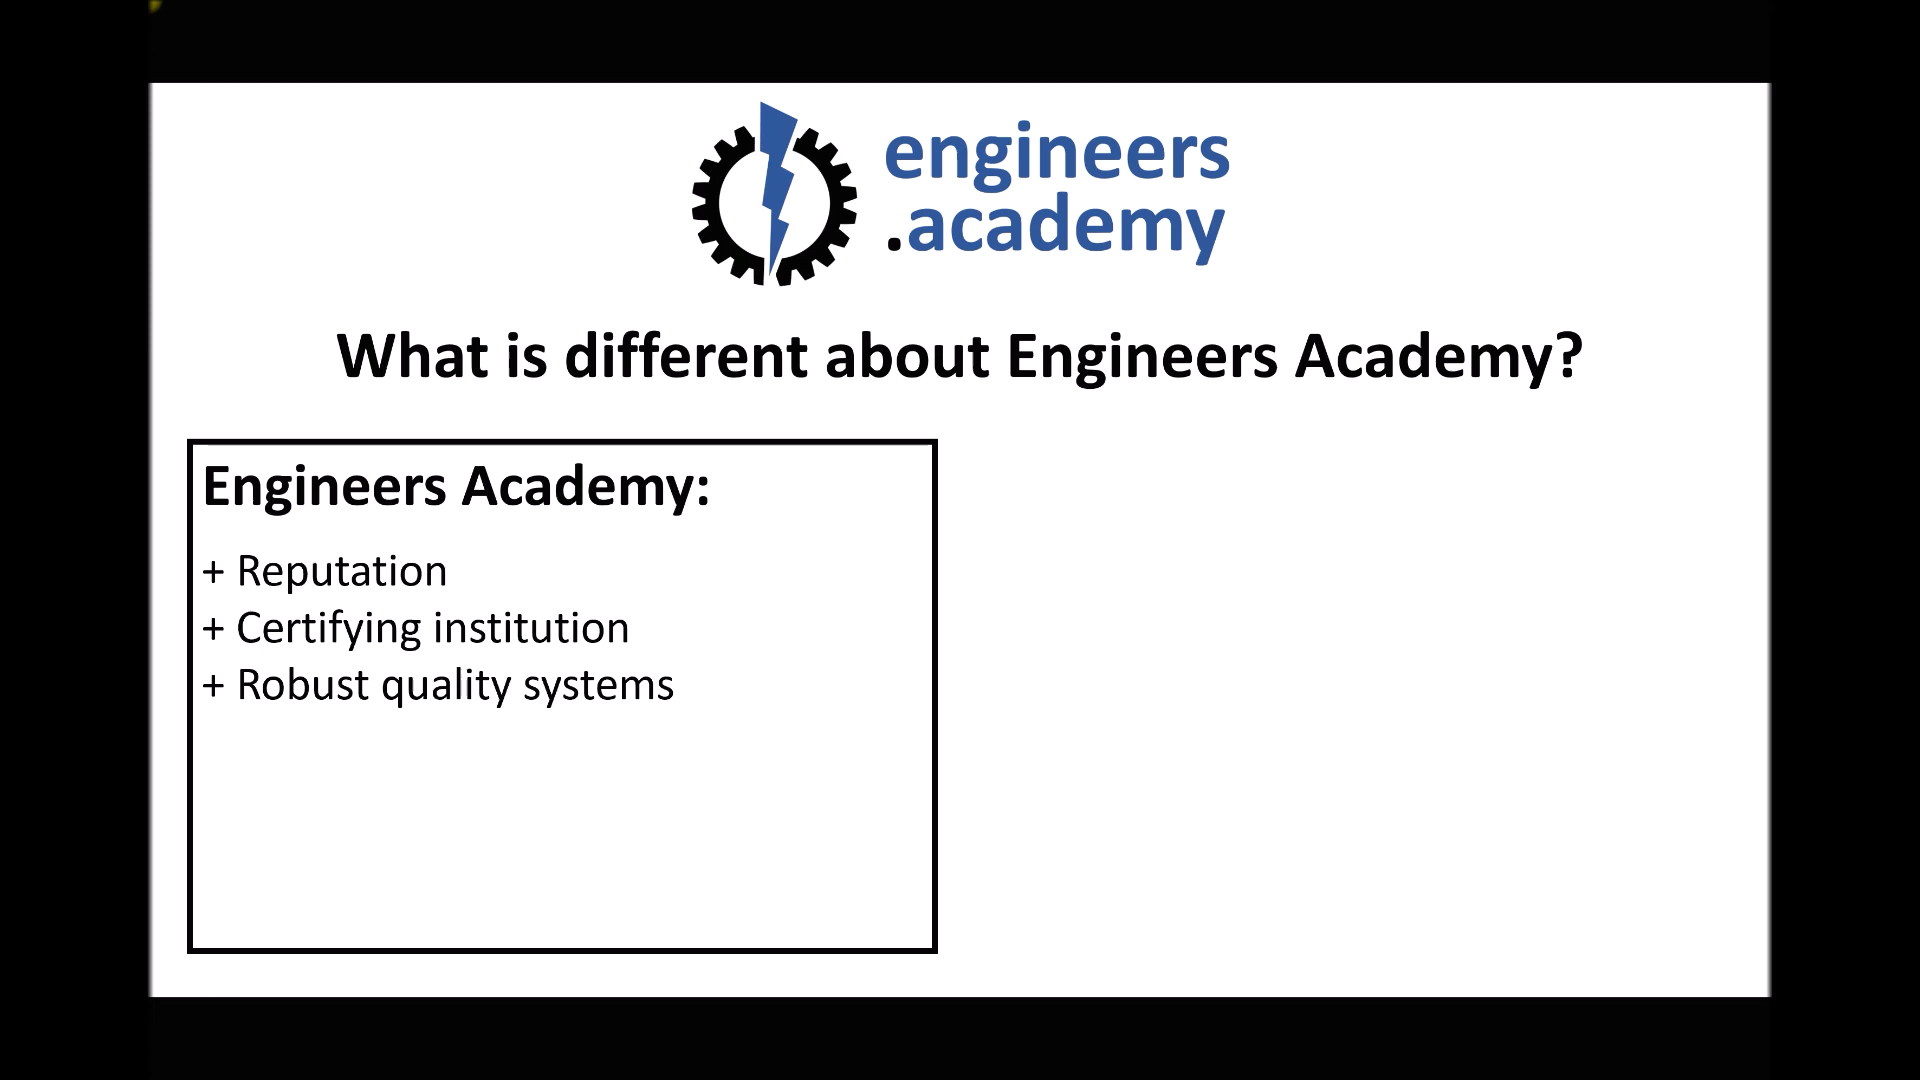 engineers
.academy
What is different about Engineers Academy?
Engineers Academy:
+ Reputation
+ Certifying institution
+ Robust quality systems